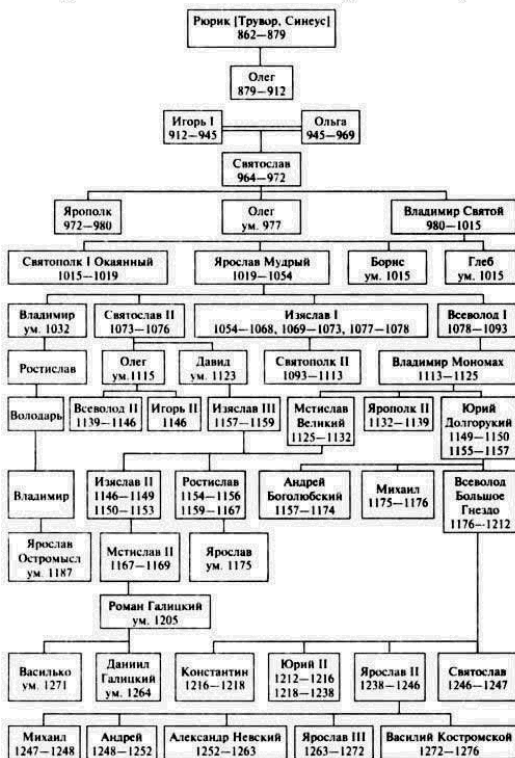 Рюрик [Трувор, Синеус]
862—879
Олег
879—912
Игорь I
912—945
Ольга
945—969
Святослав
964—972
Ярополк
972—980
Олег
ум. 977
Владимир Святой
980—1015
Святополк I Окаянный
1015—1019
Ярослав Мудрый
1019—1054
Борис
ум. 1015
Глеб
ум. 1015
Владимир
ум. 1032
Святослав II
1073—1076
Изяслав I
1054—1068, 1069—1073, 1077—1078
Всеволод I
1078—1093
Ростислав
Олег
ум.1115
Давид
ум. 1123
Святополк II
1093—1113
Владимир Мономах
1113—1125
Володарь
Всеволод II
1139—1146
Игорь II
1146
Изяслав III
1157—1159
Мстислав
Великий
1125—1132
Ярополк II
1132—1139
Юрий
Долгорукий
1149—1150
1155—1157
Владимир
Изяслав II
1146—1149
1150—1153
Ростислав
1154—1156
1159—1167
Андрей
Боголюбский
1157—1174
Михаил
1175—1176
Всеволод
Большое
Гнездо
1176—1212
Ярослав
Остромысл
ум. 1187
Мстислав II
1167—1169
Ярослав
ум. 1175
Роман Галицкий
ум. 1205
Василько
ум. 1271
Даниил
Галицкий
ум. 1264
Константин
1216—1218
Юрий II
1212—1216
1218—1238
Ярослав II
1238—1246
Святослав
1246—1247
Михаил
1247—1248
Андрей
1248—1252
Александр Невский
1252—1263
Ярослав III
1263—1272
Василий Костромской
1272—1276